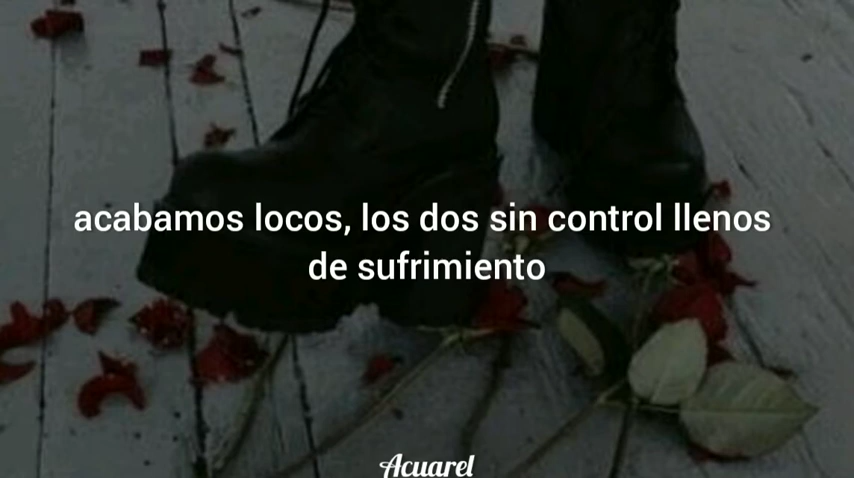 acabamos locos, los dos sin control llenos
de sufrimiento
Acuarel